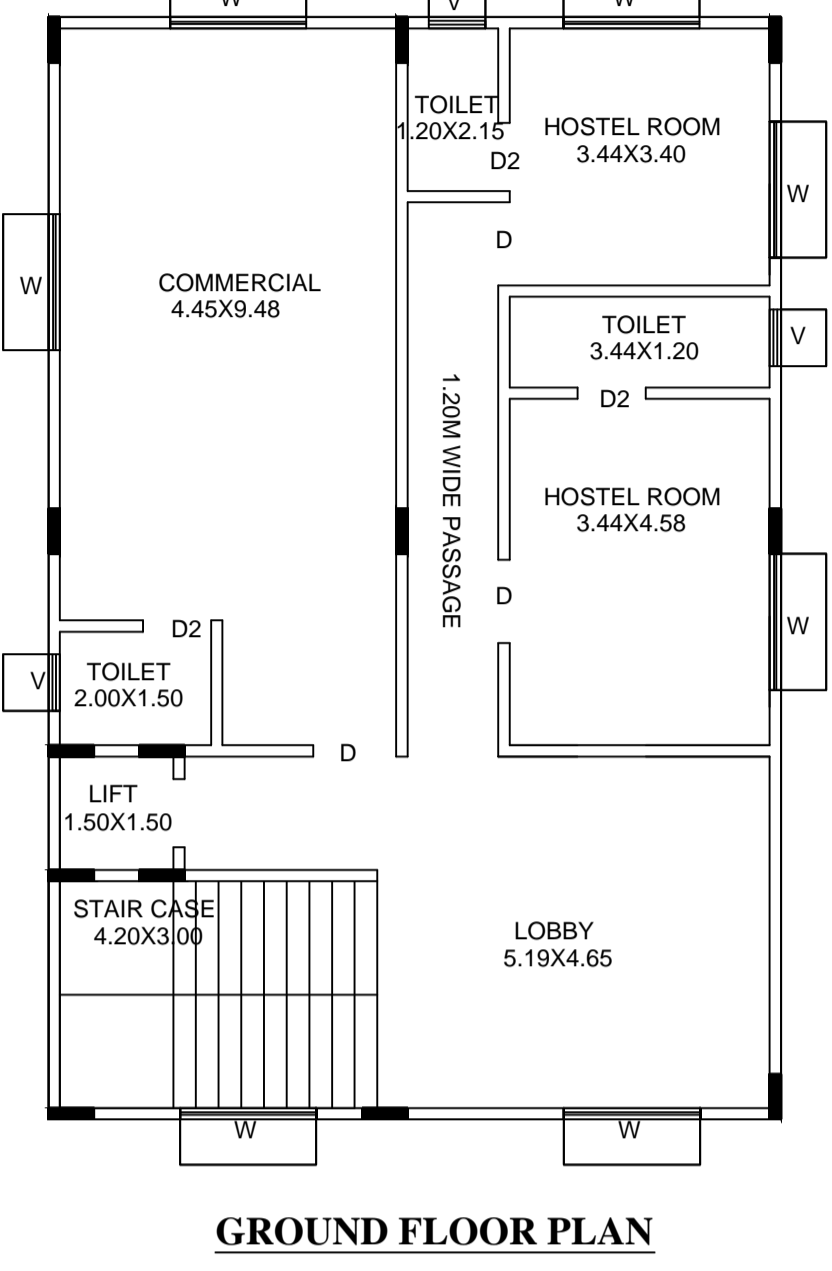 W
V
W
TOILET
1.20X2.15
HOSTEL ROOM
3.44X3.40
D2
W
D
W
COMMERCIAL
4.45X9.48
TOILET
3.44X1.20
V
D2
1.20M WIDE PASSAGE
HOSTEL ROOM
3.44X4.58
D
W
D2
TOILET
2.00X1.50
V
D
LIFT
1.50X1.50
STAIR CASE
4.20X3.00
LOBBY
5.19X4.65
W
W
GROUND FLOOR PLAN